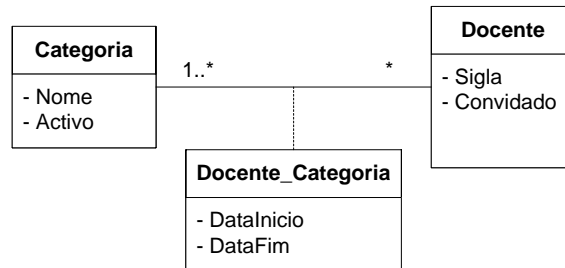 Categoria
- Nome
- Activo
1..*
*
Docente
- Sigla
- Convidado
Docente_Categoria
- DataInicio
- DataFim